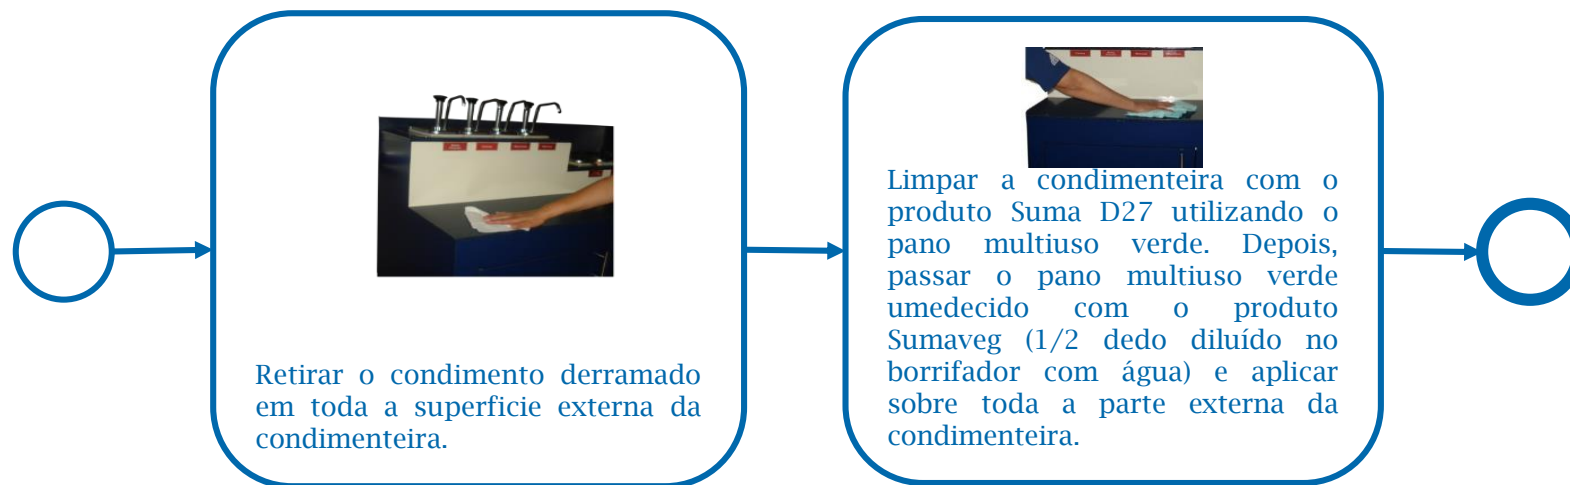 Retirar o condimento derramado
em toda a superficie externa da
condimenteira.
Limpar a condimenteira com o
produto Suma D27 utilizando o
pano multiuso verde. Depois,
passar o pano multiuso verde
umedecido com o produto
Sumaveg (1/2 dedo diluído no
borrifador com água) e aplicar
sobre toda a parte externa da
condimenteira.